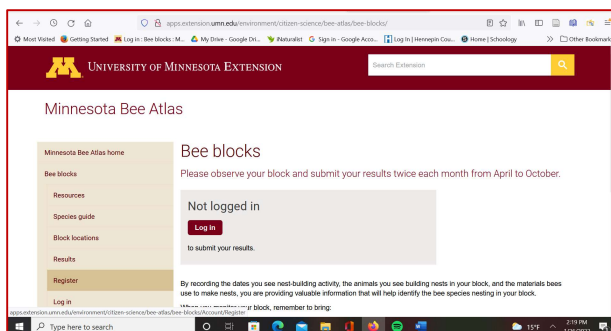 apps.extension.umn.edu/environment/citizen-science/bee-atlas/bee-blocks/
Most Visited Getting Started Log in : Bee blocks : M... My Drive - Google Dri... iNaturalist Sign in - Google Acco... Log In | Hennepin Cou... Home | Schoology Other Bookmark
UNIVERSITY OF MINNESOTA EXTENSION
Search Extension
Minnesota Bee Atlas
Minnesota Bee Atlas home
Bee blocks
Resources
Species guide
Block locations
Results
Register
Log in
Bee blocks
Please observe your block and submit your results twice each month from April to October.
Not logged in
Log In
to submit your results.
By recording the dates you see nest-building activity, the animals you see building nests in your block, and the materials bees
use to make nests, you are providing valuable information that will help identify the bee species nesting in your block.
When you monitor your block, remember to bring:
apps.extension.umn.edu/environment/citizen-science/bee-atlas/bee-blocks/Account/Register
Type here to search
15°F
2:19 PM